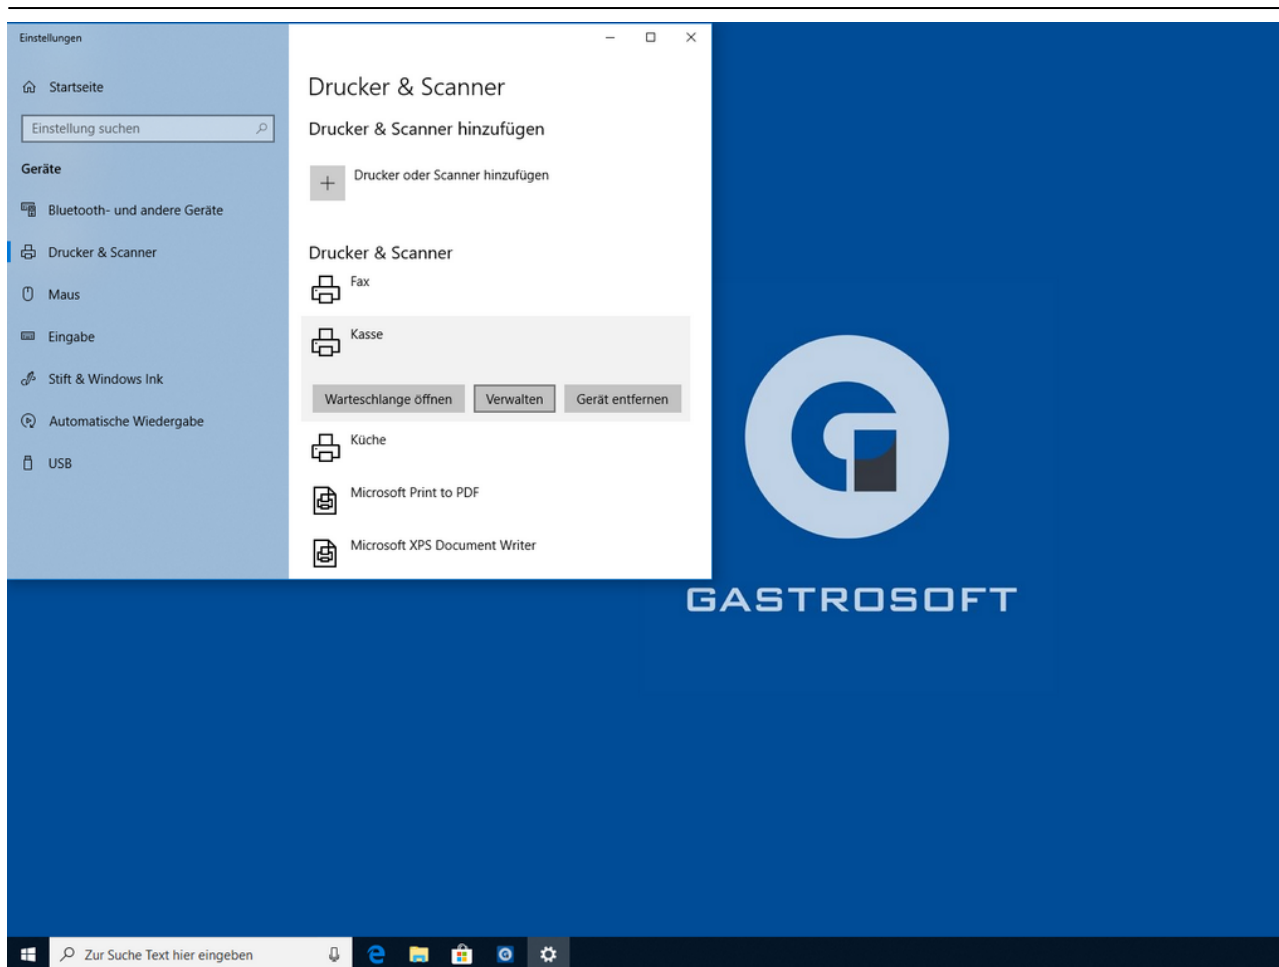 Einstellungen
Startseite
Einstellung suchen
Geräte
Bluetooth- und andere Geräte
Drucker & Scanner
Maus
Eingabe
Stift & Windows Ink
Automatische Wiedergabe
USB
Drucker & Scanner
Drucker & Scanner hinzufügen
Drucker oder Scanner hinzufügen
Drucker & Scanner
Fax
Kasse
Warteschlange öffnen Verwalten Gerät entfernen
Küche
Microsoft Print to PDF
Microsoft XPS Document Writer
GASTROSOFT
Zur Suche Text hier eingeben